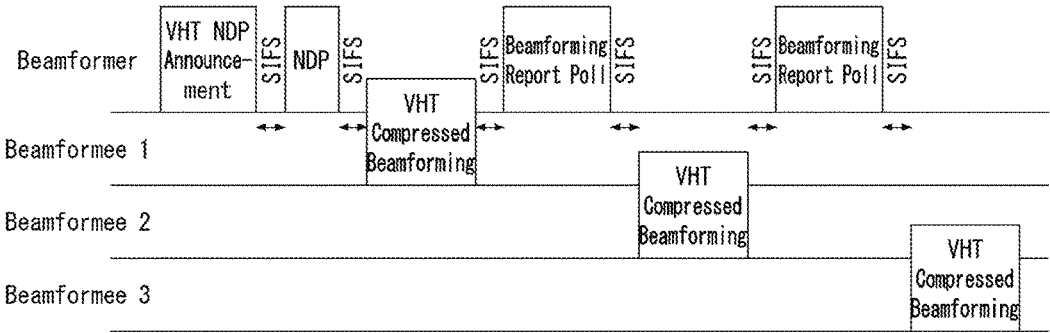 Beamformer
VHT NDP
Announce-
ment
SIFS
NDP
SIFS
SIFS
Beamforming
Report Poll
SIFS
SIFS
Beamforming
Report Poll
SIFS
Beamformee 1
VHT
Compressed
Beamforming
Beamformee 2
VHT
Compressed
Beamforming
Beamformee 3
VHT
Compressed
Beamforming